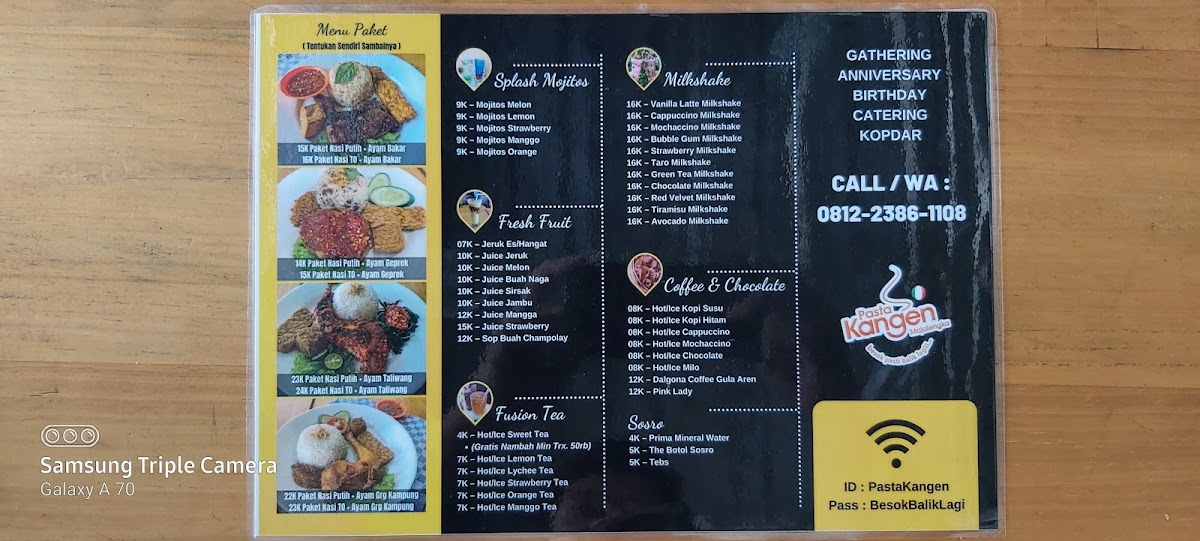 Menu Paket
( Tentukan Sendiri Sambalnya )
15K Paket Nasi Putih + Ayam Bakar
16K Paket Nasi TO + Ayam Bakar
14K Paket Nasi Putih + Ayam Geprek
15K Paket Nasi TO + Ayam Geprek
23K Paket Nasi Putih + Ayam Taliwang
24K Paket Nasi TO + Ayam Taliwang
22K Paket Nasi Putih + Ayam Grg Kampung
23K Paket Nasi TO + Ayam Grp Kampung
Splash Mojitos
9K – Mojitos Melon
9K – Mojitos Lemon
9K – Mojitos Strawberry
9K – Mojitos Manggo
9K – Mojitos Orange
Fresh Fruit
07K – Jeruk Es/Hangat
10K – Juice Jeruk
10K – Juice Melon
10K – Juice Buah Naga
10K – Juice Sirsak
10K – Juice Jambu
12K – Juice Mangga
15K – Juice Strawberry
12K – Sop Buah Champolay
Fusion Tea
4K – Hot/Ice Sweet Tea
• (Gratis Nambah Min Trx. 50rb)
7K – Hot/Ice Lemon Tea
7K – Hot/Ice Lychee Tea
7K – Hot/Ice Strawberry Tea
7K – Hot/Ice Orange Tea
7K – Hot/Ice Manggo Tea
Milkshake
16K – Vanilla Latte Milkshake
16K – Cappucino Milkshake
16K – Mochaccino Milkshake
16K – Bubble Gum Milkshake
16K – Strawberry Milkshake
16K – Taro Milkshake
16K – Green Tea Milkshake
16K – Chocolate Milkshake
16K – Red Velvet Milkshake
16K – Tiramisu Milkshake
16K – Avocado Milkshake
Coffee & Chocolate
08K – Hot/Ice Kopi Susu
08K – Hot/Ice Kopi Hitam
08K – Hot/Ice Cappucino
08K – Hot/Ice Mochaccino
08K – Hot/Ice Chocolate
08K – Hot/Ice Milo
12K – Dalgona Coffee Gula Aren
12K – Pink Lady
Sosro
4K – Prima Mineral Water
5K – The Botol Sosro
5K – Tebs
GATHERING
ANNIVERSARY
BIRTHDAY
CATERING
KOPDAR
CALL / WA :
0812-2386-1108
Pasta
Kangen
Majalengka
Besok pasti balik lagi...
ID : PastaKangen
Pass : BesokBalikLagi
Samsung Triple Camera
Galaxy A 70